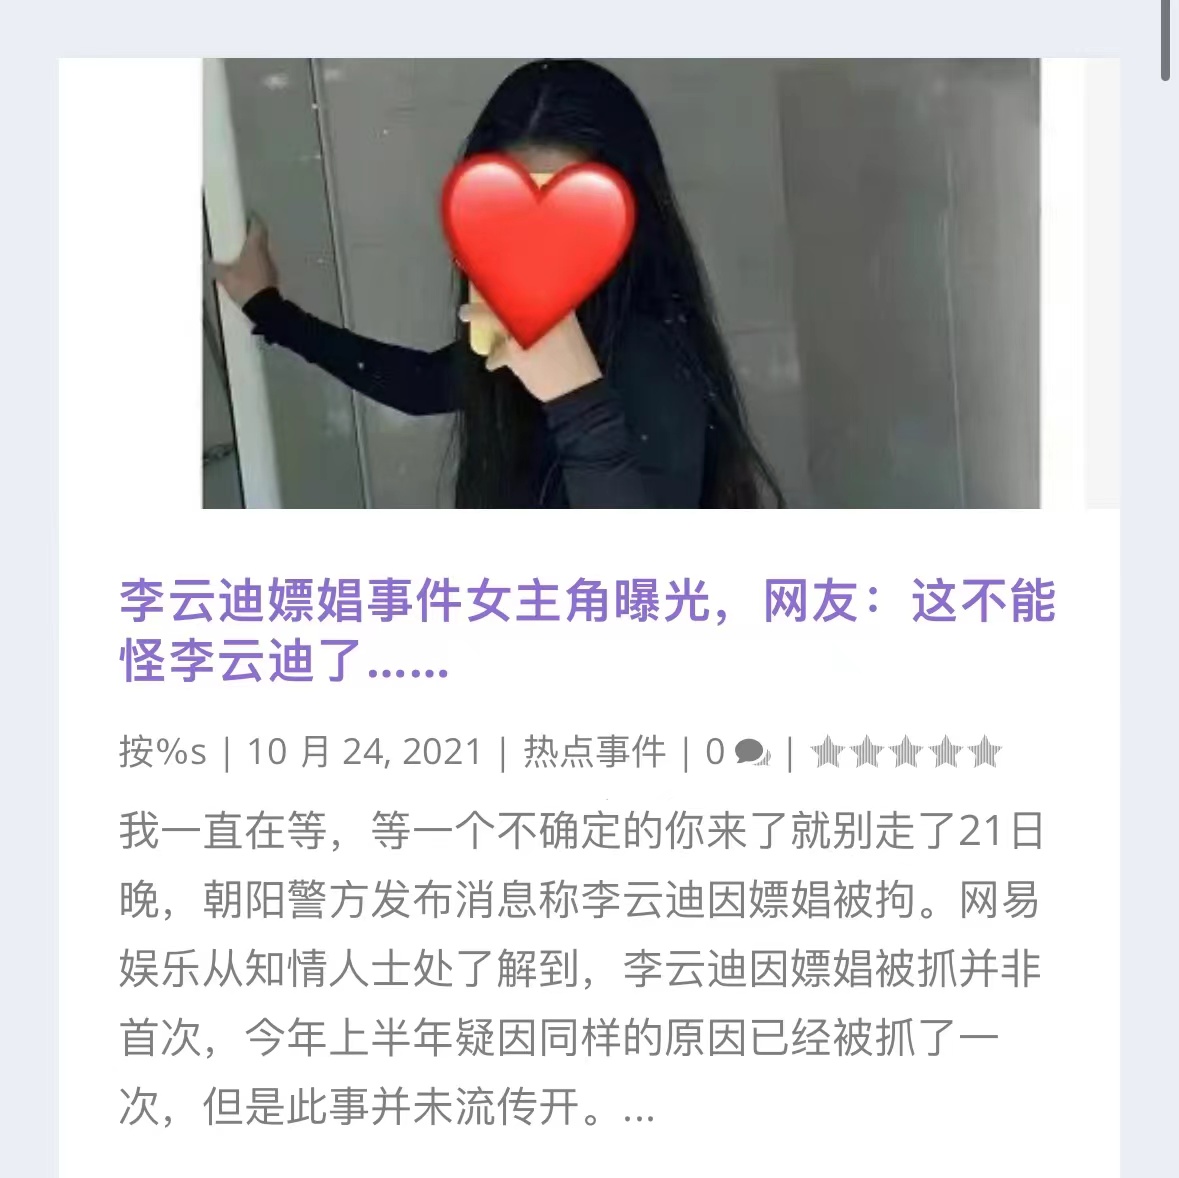 李云迪嫖娼事件女主角曝光，网友：这不能
怪李云迪了……
按%s | 10 月 24, 2021 | 热点事件 | 0 |
我一直在等，等一个不确定的你来了就别走了21日
晚，朝阳警方发布消息称李云迪因嫖娼被拘。网易
娱乐从知情人士处了解到，李云迪因嫖娼被抓并非
首次，今年上半年疑因同样的原因已经被抓了一
次，但是此事并未流传开。...